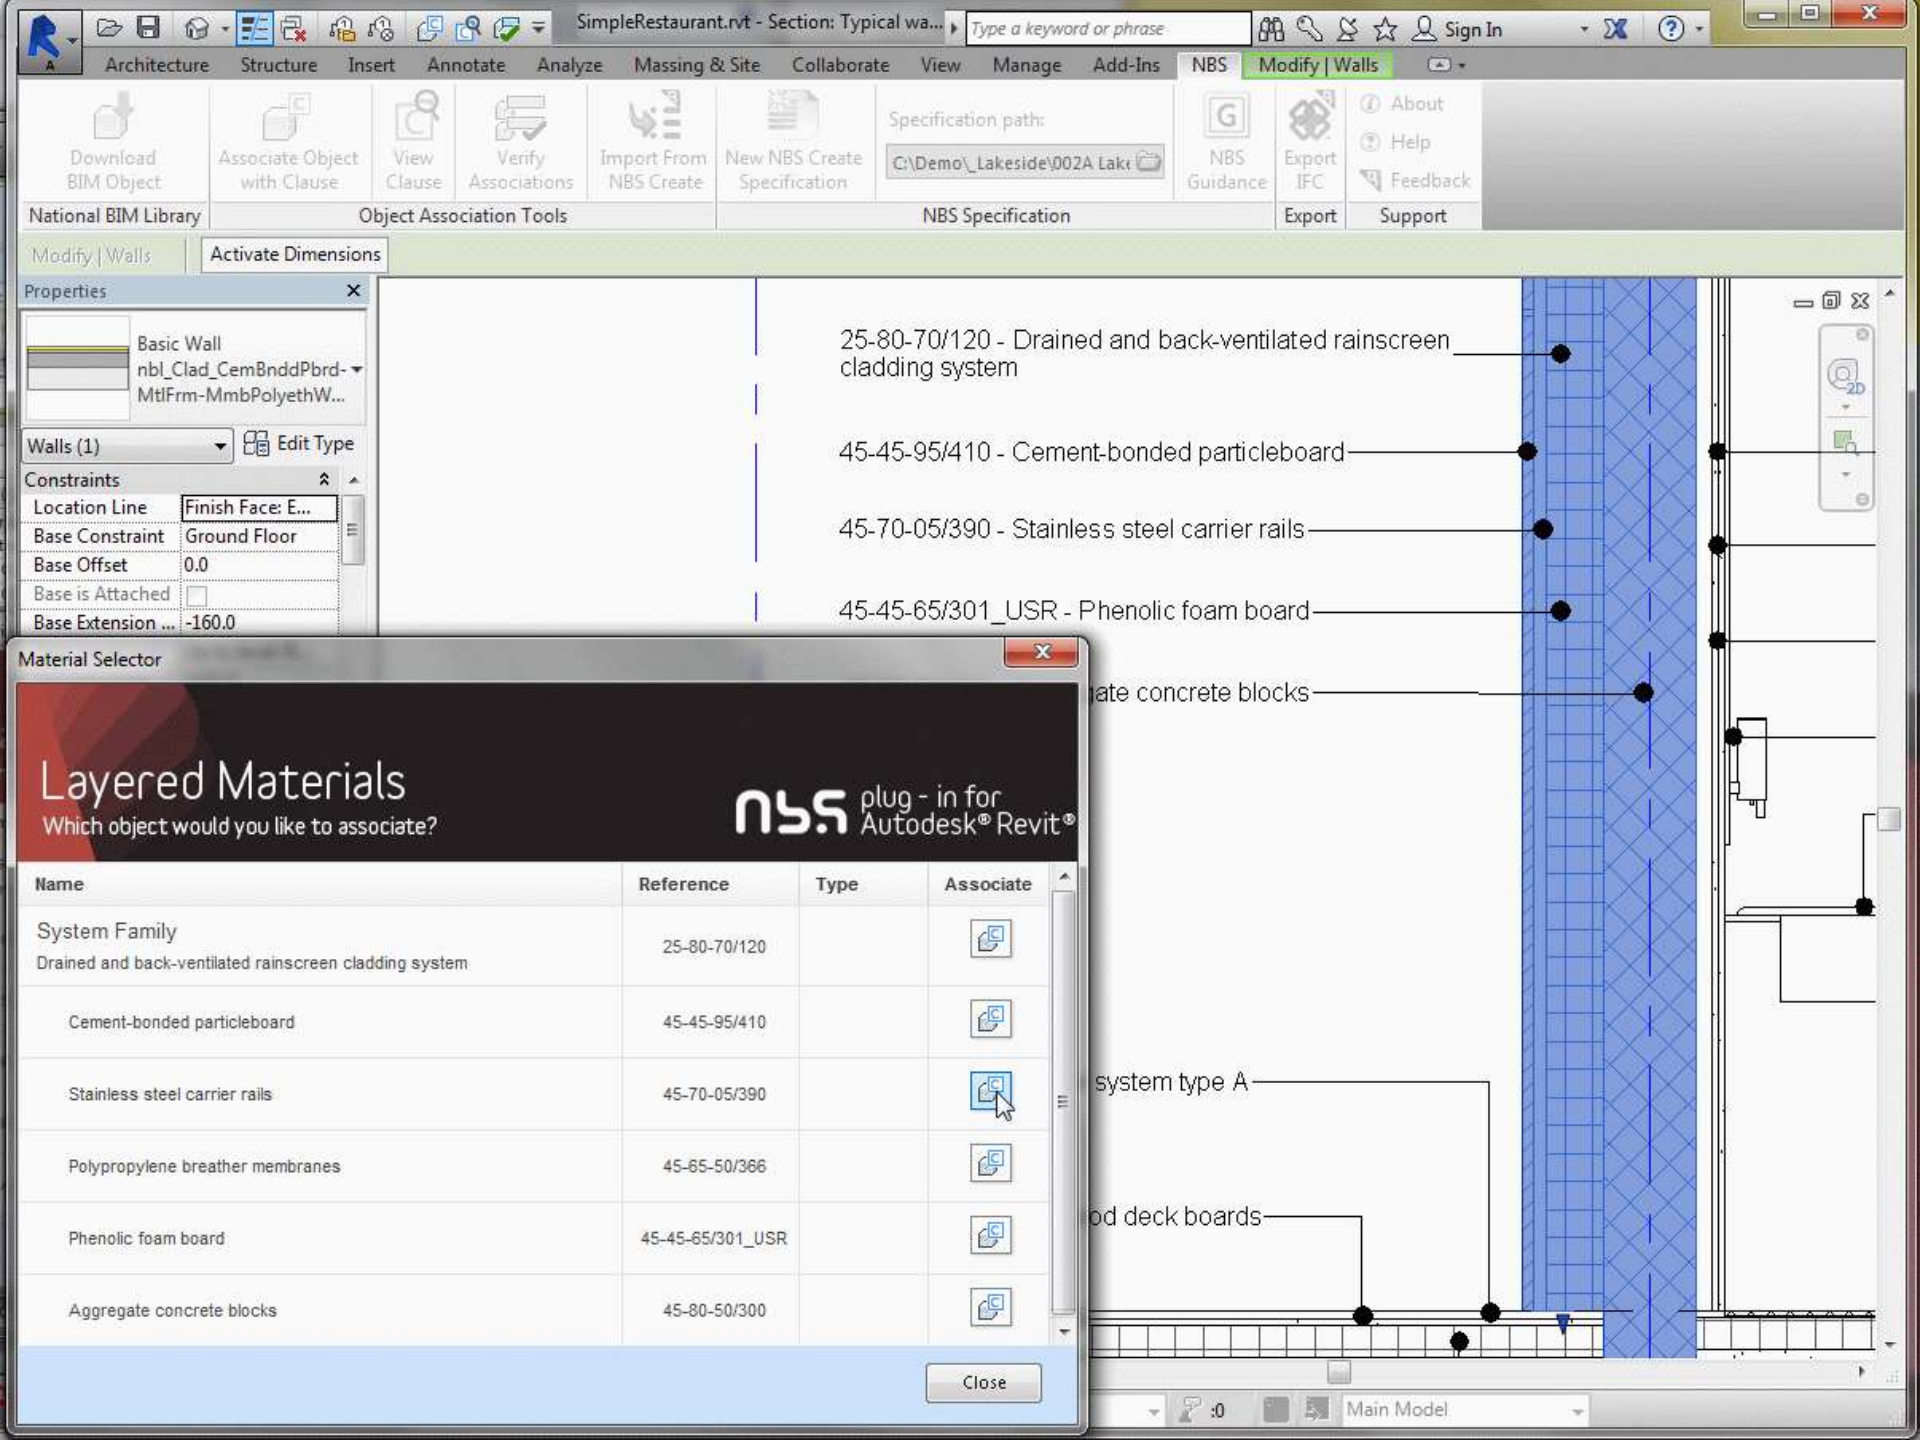 SimpleRestaurant.rvt - Section: Typical wa...
Type a keyword or phrase
Sign In
A
Architecture Structure Insert Annotate Analyze Massing & Site Collaborate View Manage Add-Ins NBS Modify | Walls
Download
BIM Object
Associate Object
with Clause
View
Clause
Verify
Associations
Import From
NBS Create
New NBS Create
Specification
Specification path:
C:\Demo\_Lakeside\002A Lake
G
NBS
Guidance
Export
IFC
About
Help
Feedback
National BIM Library Object Association Tools NBS Specification Export Support
Modify | Walls Activate Dimensions
Properties
Basic Wall
nbl_Clad_CemBnddPbrd-
MtlFrm-MmbPolyethW...
Walls (1) Edit Type
Constraints
Location Line Finish Face: E...
Base Constraint Ground Floor
Base Offset 0.0
Base is Attached
Base Extension ... -160.0
25-80-70/120 - Drained and back-ventilated rainscreen
cladding system
45-45-95/410 - Cement-bonded particleboard
45-70-05/390 - Stainless steel carrier rails
45-45-65/301_USR - Phenolic foam board
gate concrete blocks
system type A
od deck boards
2D
Material Selector
Layered Materials
Which object would you like to associate?
nbs plug - in for
Autodesk® Revit®
Name Reference Type Associate
System Family
Drained and back-ventilated rainscreen cladding system 25-80-70/120
Cement-bonded particleboard 45-45-95/410
Stainless steel carrier rails 45-70-05/390
Polypropylene breather membranes 45-65-50/366
Phenolic foam board 45-45-65/301_USR
Aggregate concrete blocks 45-80-50/300
Close
:0 Main Model